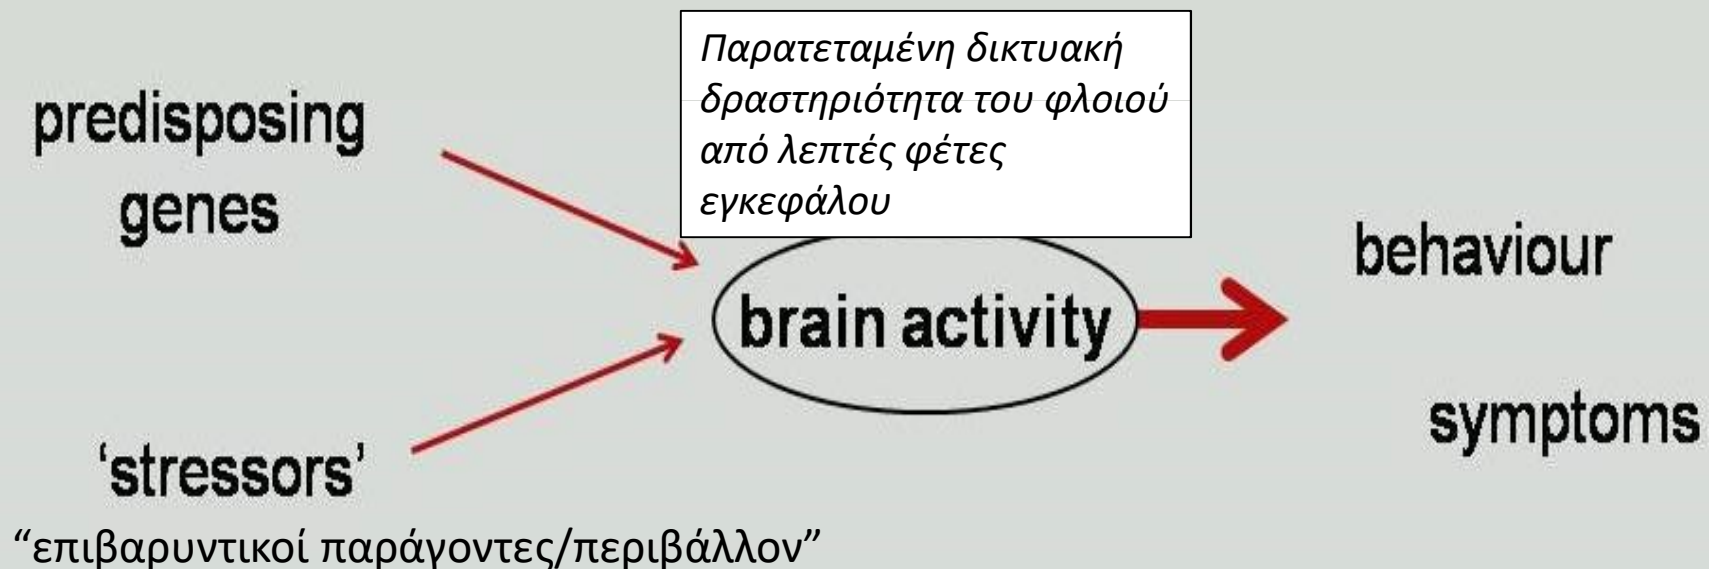 predisposing
genes
Παρατεταμένη δικτυακή
δραστηριότητα του φλοιού
από λεπτές φέτες
εγκεφάλου
brain activity
behaviour
symptoms
‘stressors’
“επιβαρυντικοί παράγοντες/περιβάλλον”